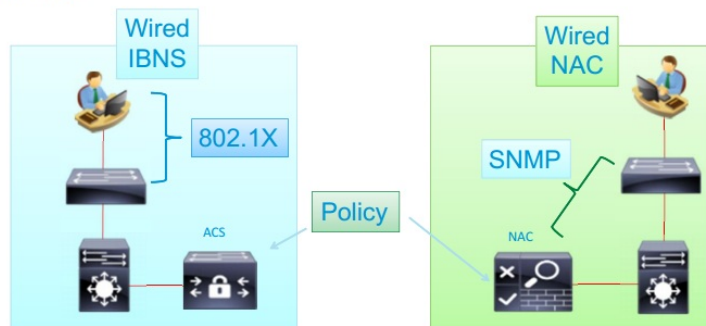 Wired
IBNS
802.1X
ACS
Policy
Wired
NAC
SNMP
NAC